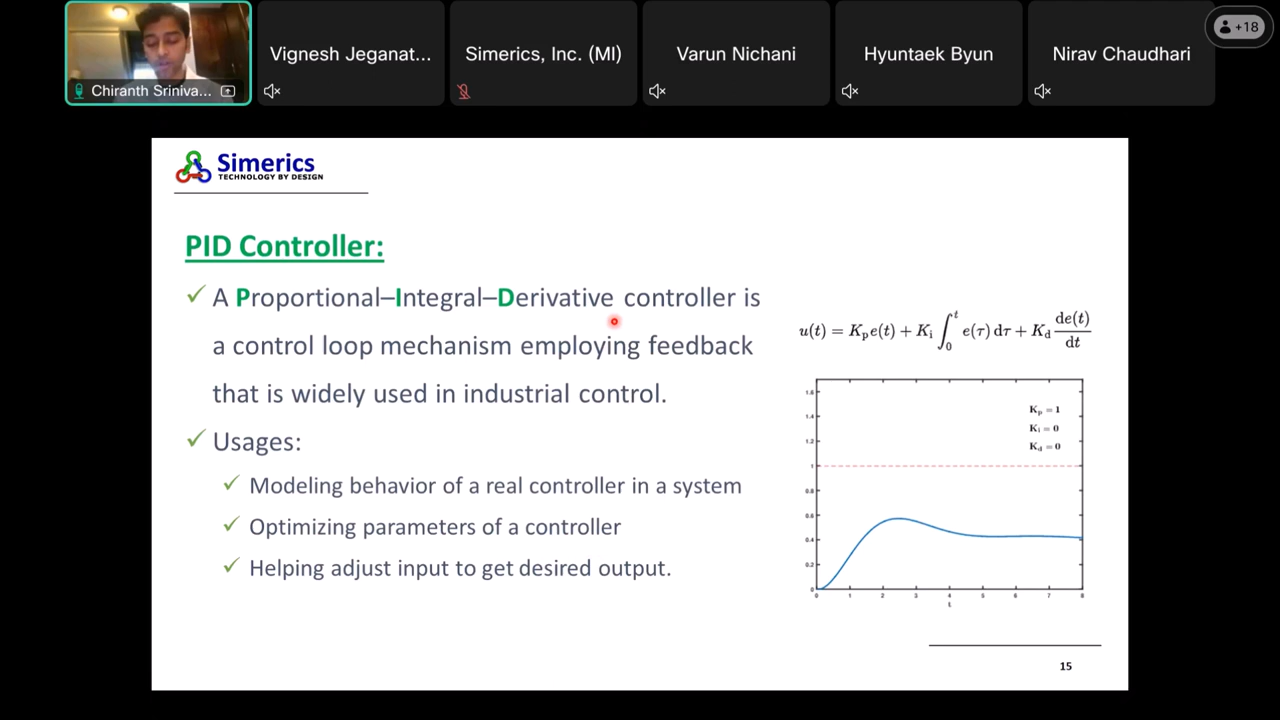 +18
Chiranth Sriniva...
Vignesh Jeganat...
Simerics, Inc. (MI)
Varun Nichani
Hyuntaek Byun
Nirav Chaudhari
Simerics
TECHNOLOGY BY DESIGN
PID Controller:
✓ A Proportional–Integral–Derivative controller is
a control loop mechanism employing feedback
that is widely used in industrial control.
✓ Usages:
✓ Modeling behavior of a real controller in a system
✓ Optimizing parameters of a controller
✓ Helping adjust input to get desired output.
u(t) = Kₚe(t) + Kᵢ ∫₀ᵗ e(τ) dτ + K_d de(t)/dt
1.6
1.4
1.2
1
0.8
0.6
0.4
0.2
0
K_p = 1
K_i = 0
K_d = 0
0 1 2 3 4 5 6 7 8
t
15